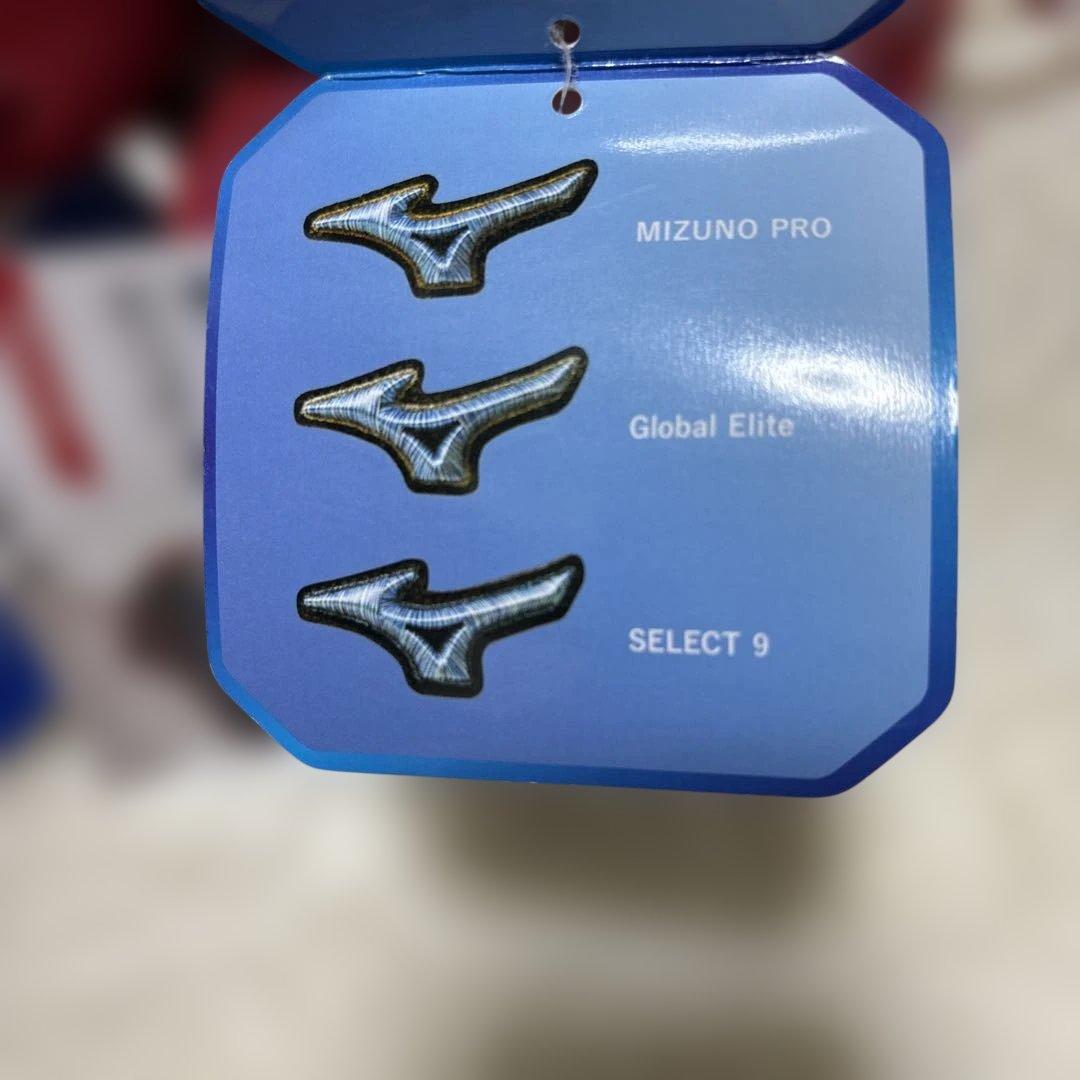 MIZUNO PRO
Global Elite
SELECT 9